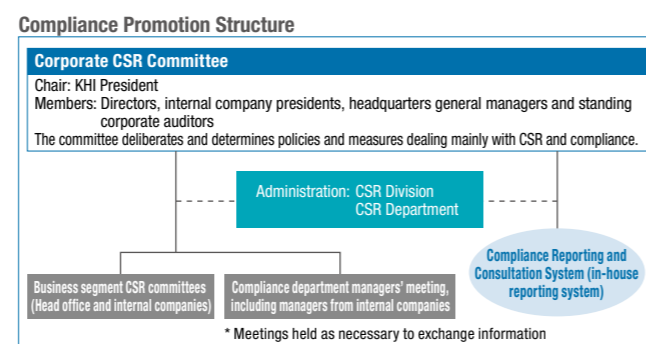 Compliance Promotion Structure
Corporate CSR Committee
Chair: KHI President
Members: Directors, internal company presidents, headquarters general managers and standing
corporate auditors
The committee deliberates and determines policies and measures dealing mainly with CSR and compliance.
Administration: CSR Division
CSR Department
Business segment CSR committees
(Head office and internal companies)
Compliance department managers' meeting,
including managers from internal companies
Compliance Reporting and
Consultation System (in-house
reporting system)
* Meetings held as necessary to exchange information